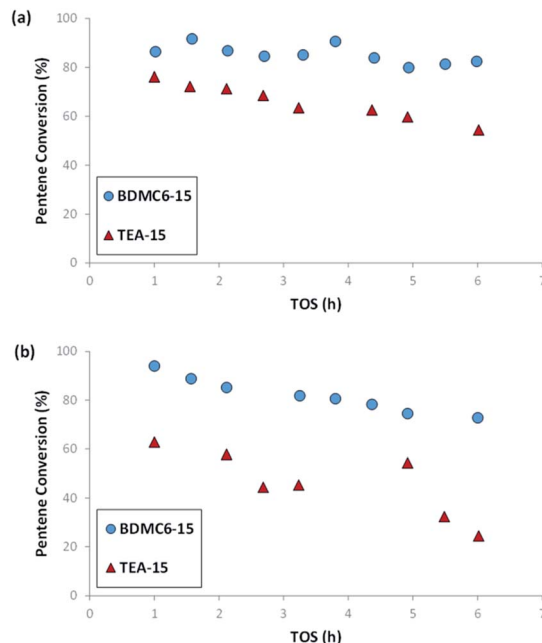 (a)
Pentene Conversion (%)
100
80
60
40
20
0
BDMC6-15
TEA-15
0 1 2 3 4 5 6 7
TOS (h)
(b)
Pentene Conversion (%)
100
80
60
40
20
0
BDMC6-15
TEA-15
0 1 2 3 4 5 6 7
TOS (h)